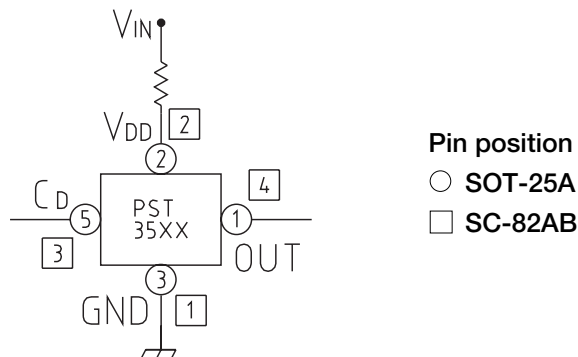 VIN
VDD 2
2
4
CD 5 PST 35XX 1
3 OUT
3
GND 1
Pin position
SOT-25A
SC-82AB